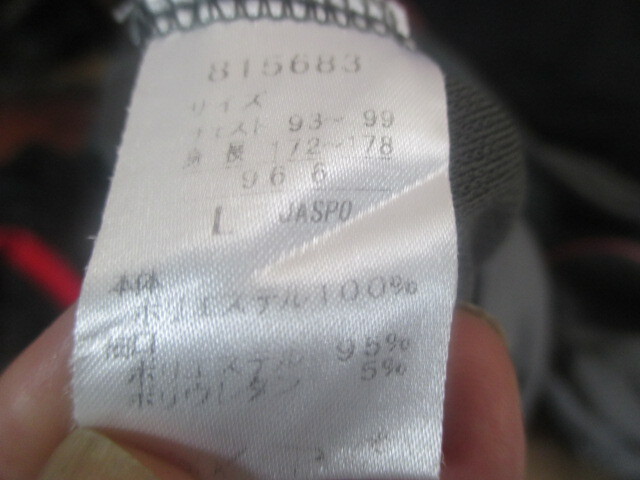 815683
サイズ
チェスト 93~99
身長 172~178
96 6
L JASPO
本体
ポリエステル100%
袖口
ポリエステル 95%
ポリウレタン 5%